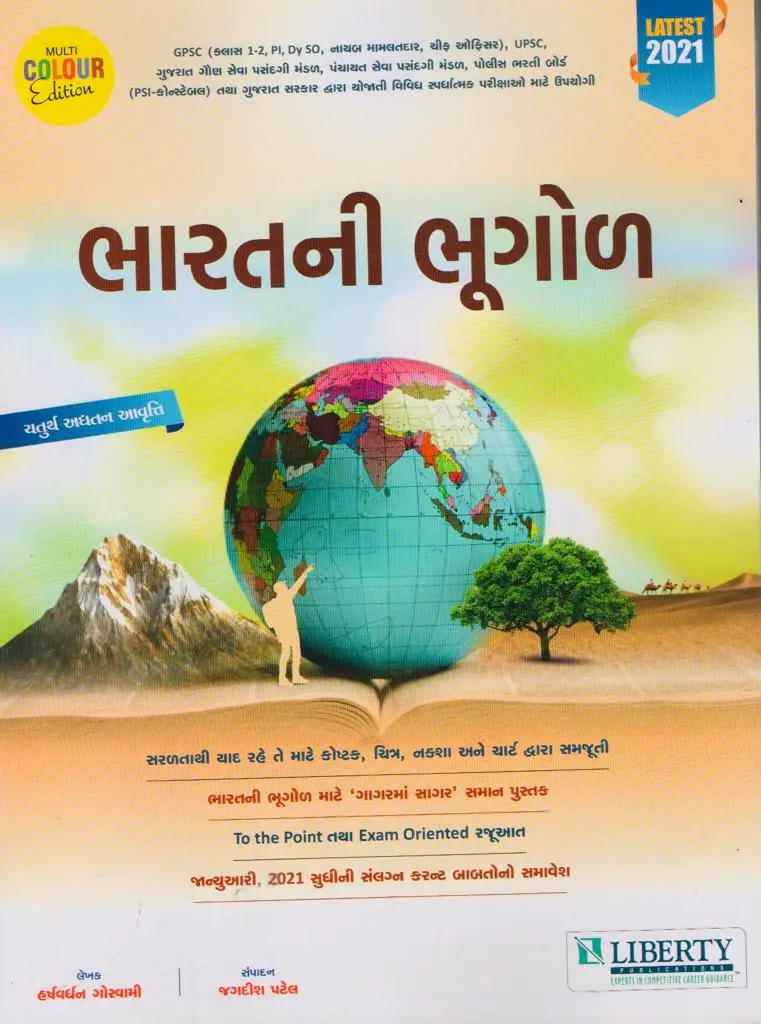 MULTI
COLOUR
Edition
GPSC (ક્લાસ 1-2, PI, Dy SO, નાયબ મામલતદાર, ચીફ ઓફિસર), UPSC,
ગુજરાત ગૌણ સેવા પસંદગી મંડળ, પંચાયત સેવા પસંદગી મંડળ, પોલીસ ભરતી બોર્ડ
(PSI-કોન્સ્ટેબલ) તથા ગુજરાત સરકાર દ્વારા યોજાતી વિવિધ સ્પર્ધાત્મક પરીક્ષાઓ માટે ઉપયોગી
LATEST
2021
ભારતની ભૂગોળ
ચતુર્થ અદ્યતન આવૃત્તિ
સરળતાથી યાદ રહે તે માટે કોષ્ટક, ચિત્ર, નકશા અને ચાર્ટ દ્વારા સમજૂતી
ભારતની ભૂગોળ માટે ‘ગાગરમાં સાગર’ સમાન પુસ્તક
To the Point તથા Exam Oriented રજૂઆત
જાન્યુઆરી, 2021 સુધીની સંલગ્ન કરન્ટ બાબતોનો સમાવેશ
લેખક
હર્ષવર્ધન ગોસ્વામી
સંપાદન
જગદીશ પટેલ
LIBERTY
PUBLICATIONS
EXPERTS IN COMPETITIVE CAREER GUIDANCE